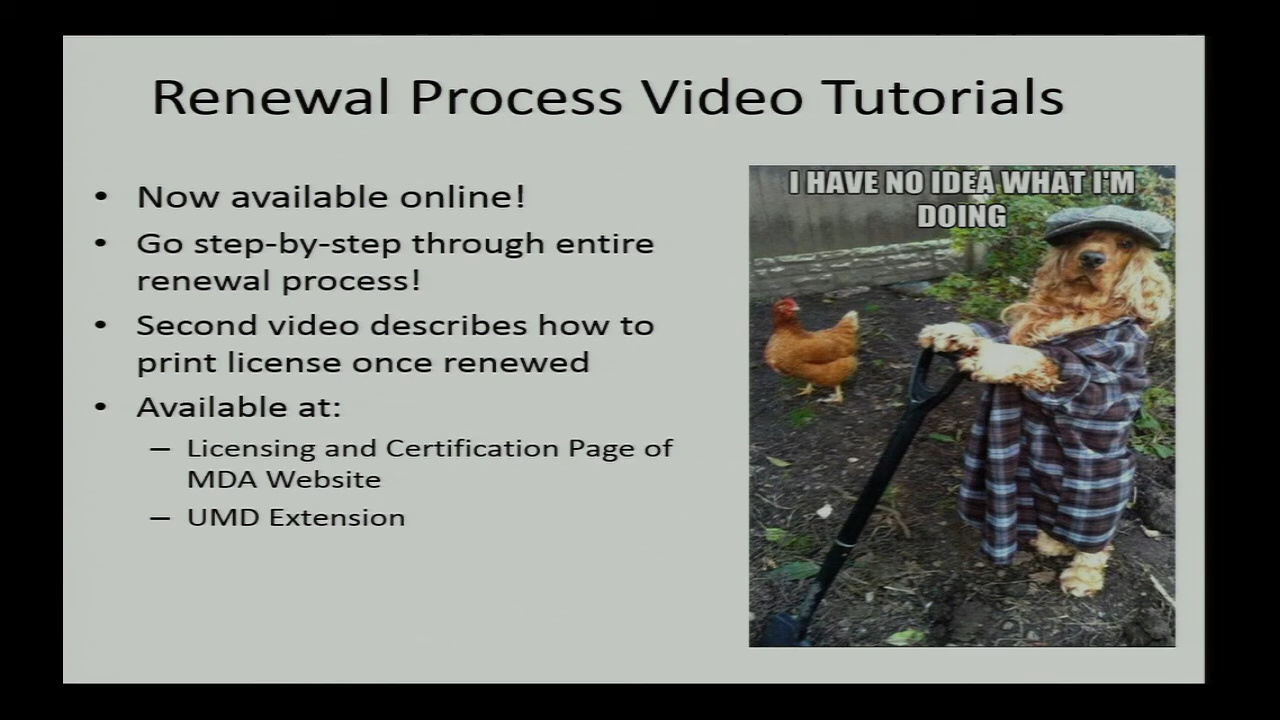 Renewal Process Video Tutorials
• Now available online!
• Go step-by-step through entire
renewal process!
• Second video describes how to
print license once renewed
• Available at:
– Licensing and Certification Page of
MDA Website
– UMD Extension
I HAVE NO IDEA WHAT I'M
DOING